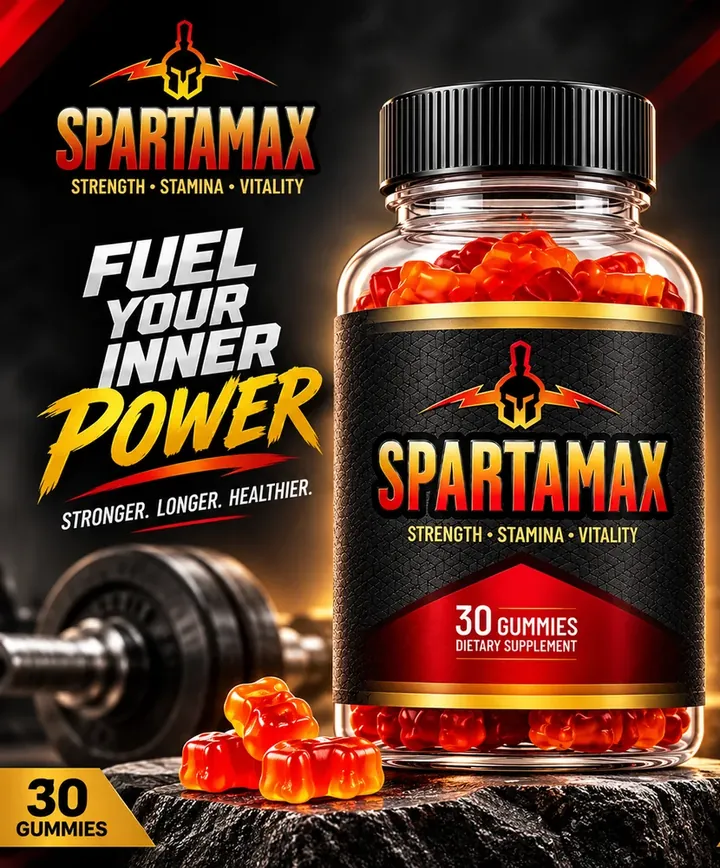 SPARTAMAX
STRENGTH • STAMINA • VITALITY
FUEL
YOUR
INNER
POWER
STRONGER. LONGER. HEALTHIER.
SPARTAMAX
STRENGTH • STAMINA • VITALITY
30 GUMMIES
DIETARY SUPPLEMENT
30
GUMMIES